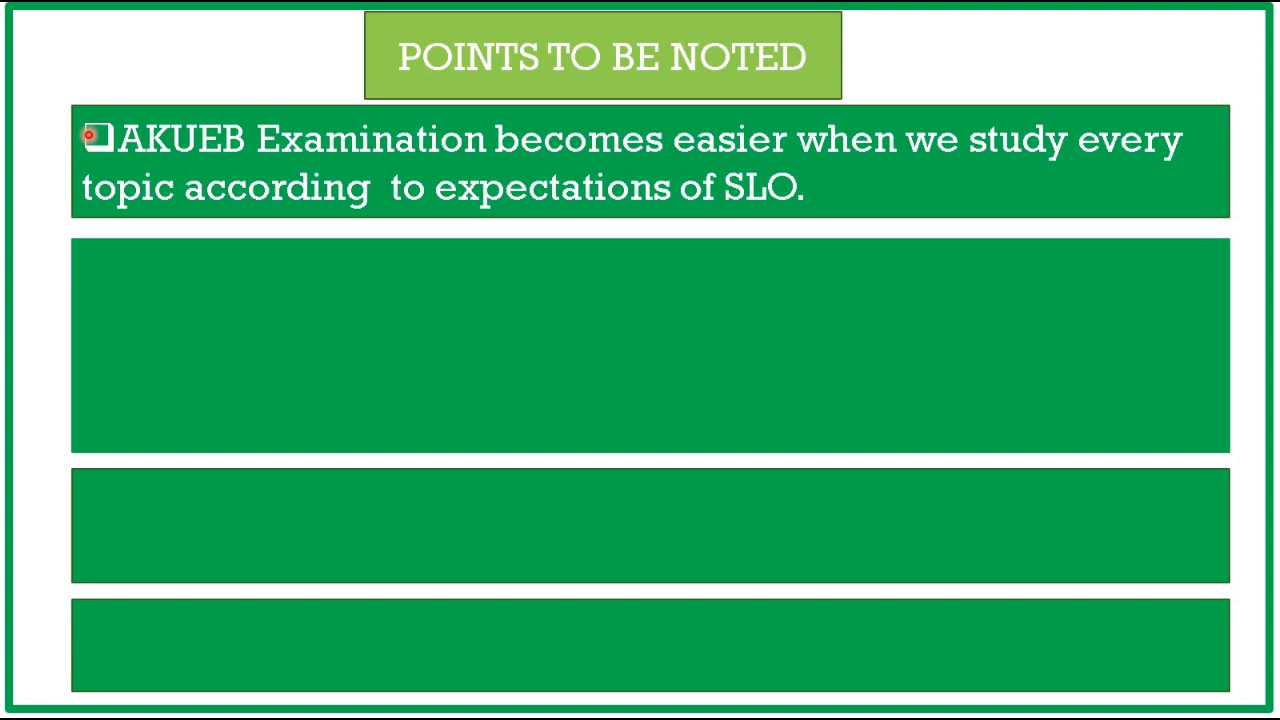 POINTS TO BE NOTED
❑AKUEB Examination becomes easier when we study every
topic according  to expectations of SLO.